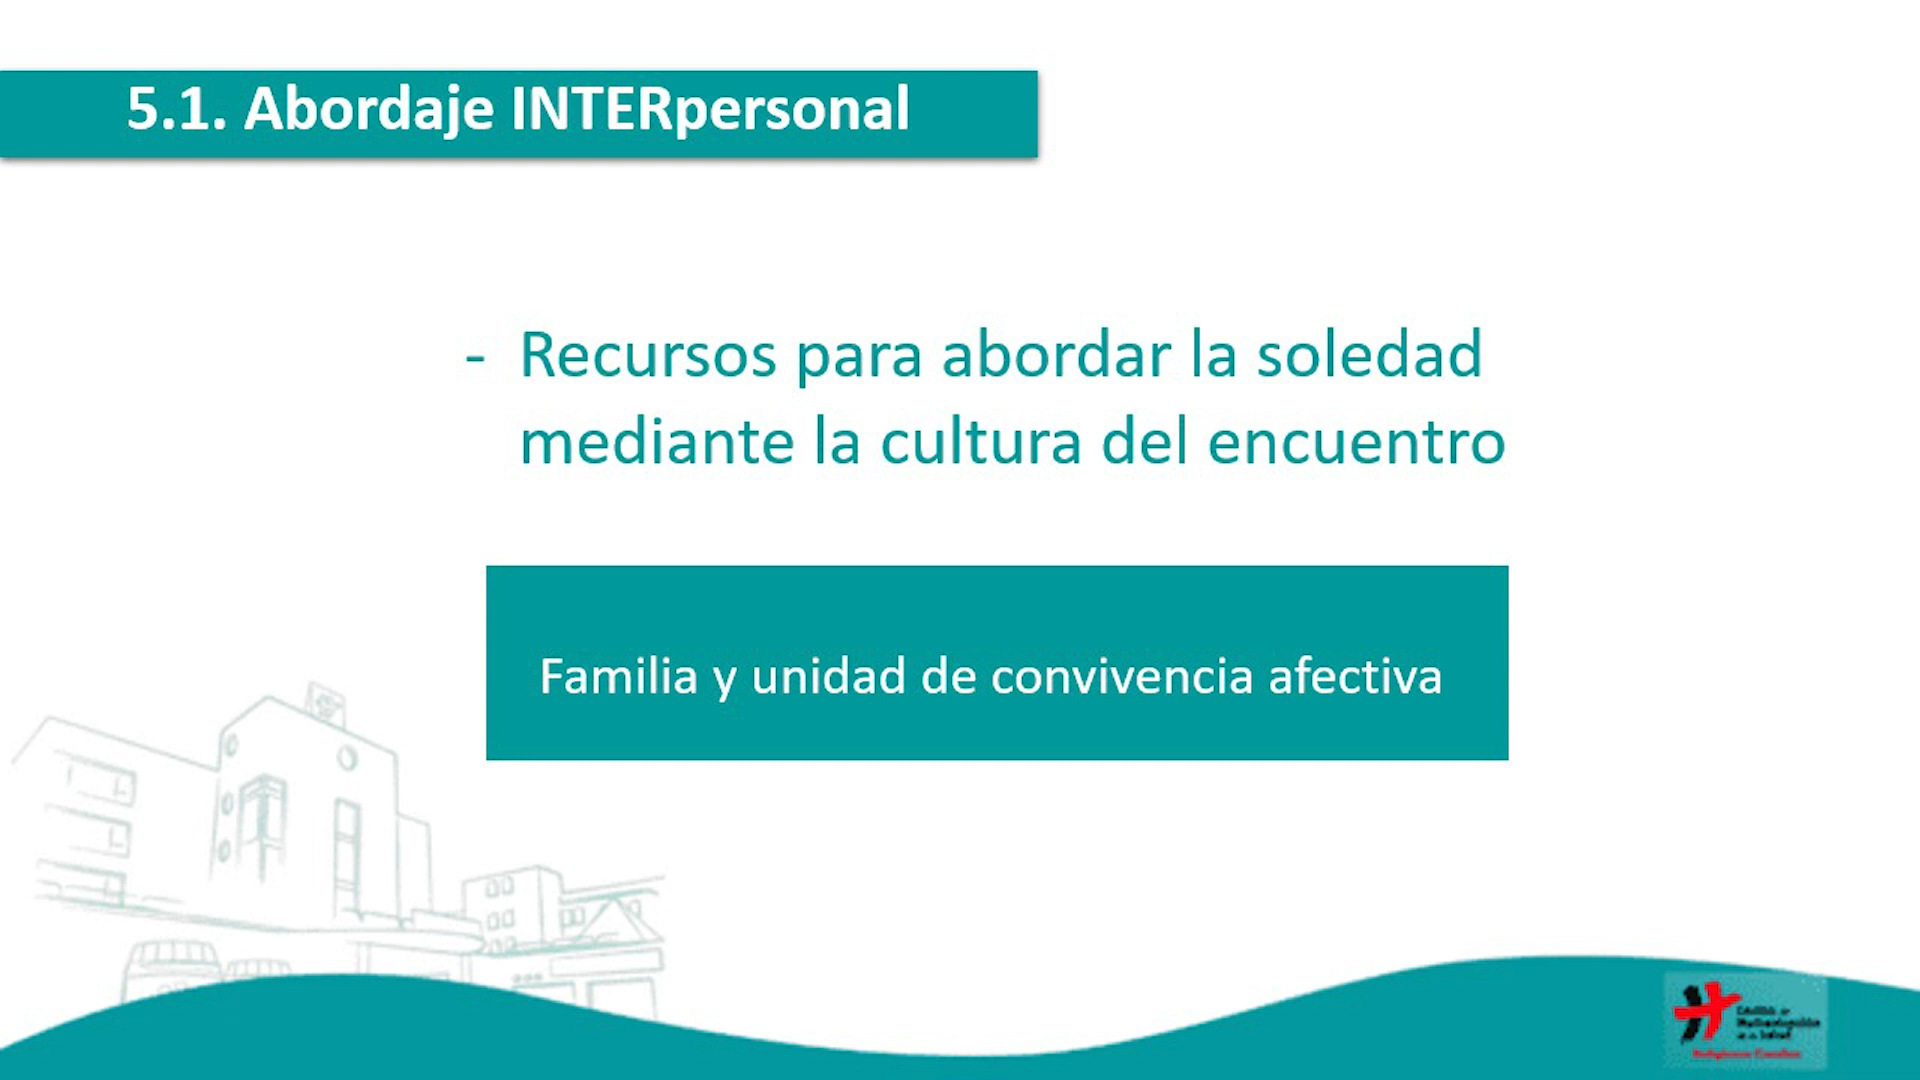 5.1. Abordaje INTERpersonal
- Recursos para abordar la soledad
mediante la cultura del encuentro
Familia y unidad de convivencia afectiva